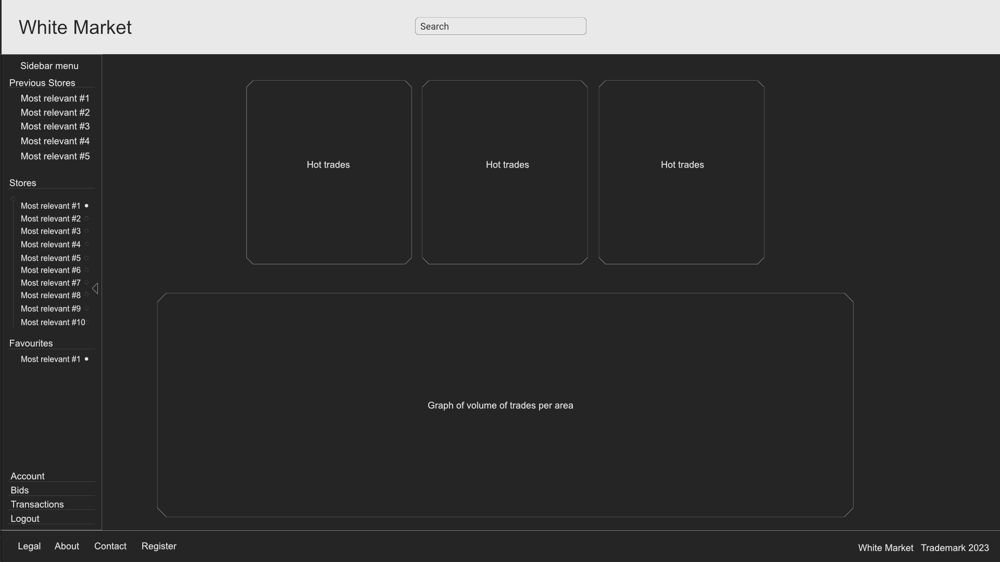 White Market
Search
Sidebar menu
Previous Stores
Most relevant #1
Most relevant #2
Most relevant #3
Most relevant #4
Most relevant #5
Stores
Most relevant #1
Most relevant #2
Most relevant #3
Most relevant #4
Most relevant #5
Most relevant #6
Most relevant #7
Most relevant #8
Most relevant #9
Most relevant #10
Favourites
Most relevant #1
Account
Bids
Transactions
Logout
Hot trades
Hot trades
Hot trades
Graph of volume of trades per area
Legal About Contact Register
White Market Trademark 2023